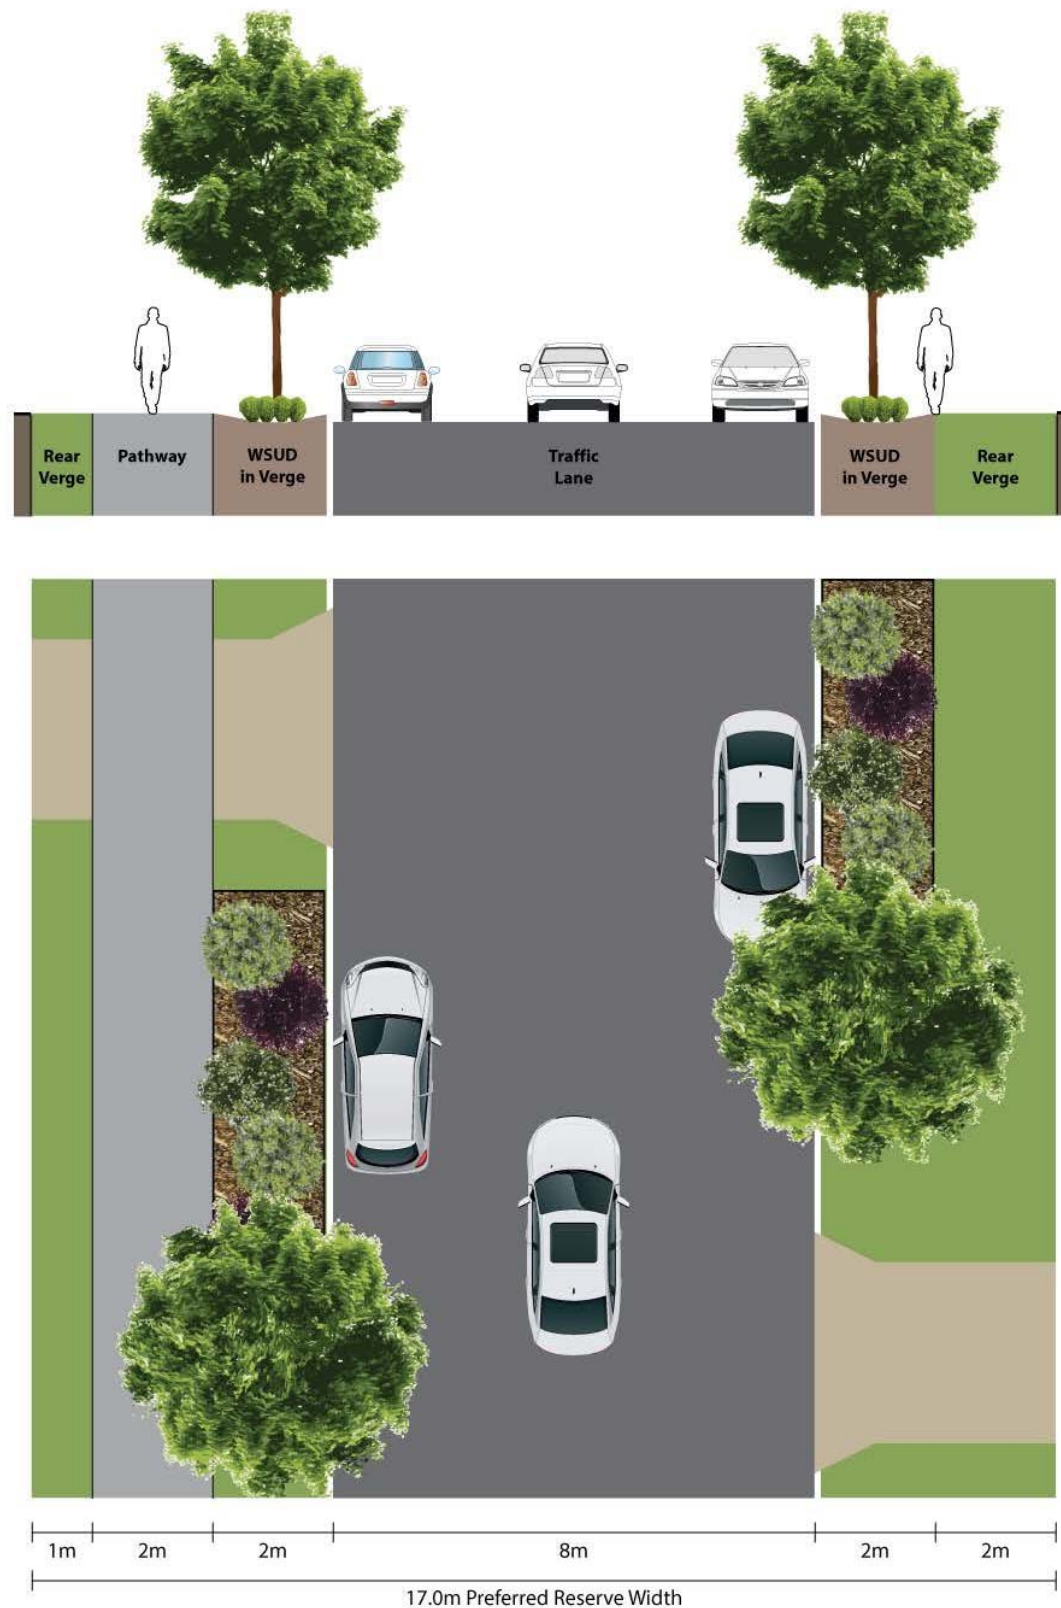 Rear
Verge
Pathway
WSUD
in Verge
Traffic
Lane
WSUD
in Verge
Rear
Verge
1m
2m
2m
8m
2m
2m
17.0m Preferred Reserve Width